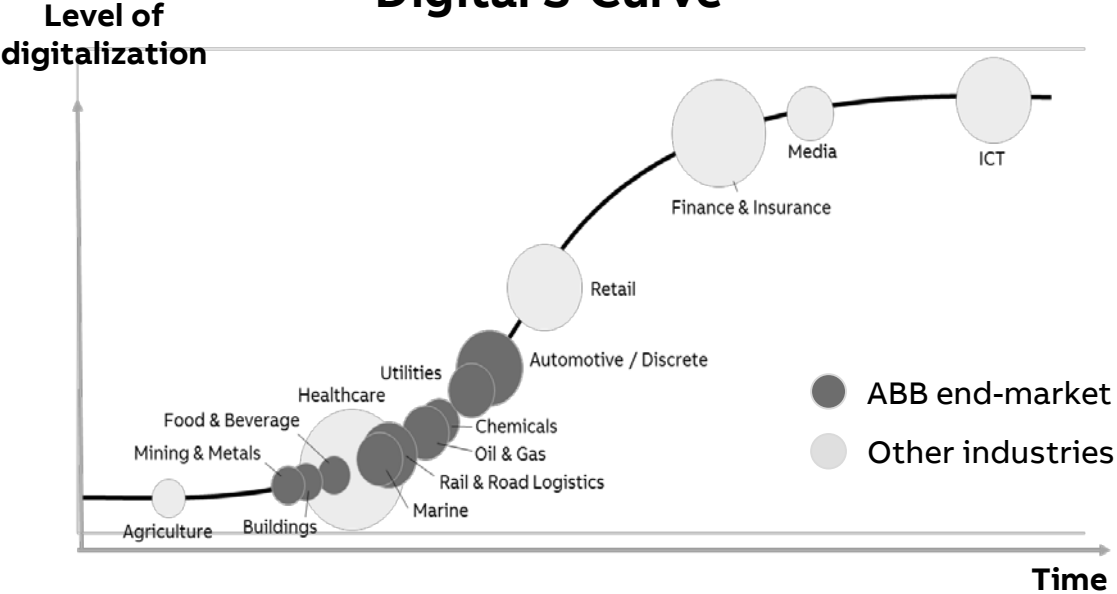 Digital S-Curve
Level of
digitalization
Media
ICT
Finance & Insurance
Retail
Automotive / Discrete
Utilities
Healthcare
Food & Beverage
Mining & Metals
Chemicals
Oil & Gas
Rail & Road Logistics
Marine
Buildings
Agriculture
ABB end-market
Other industries
Time